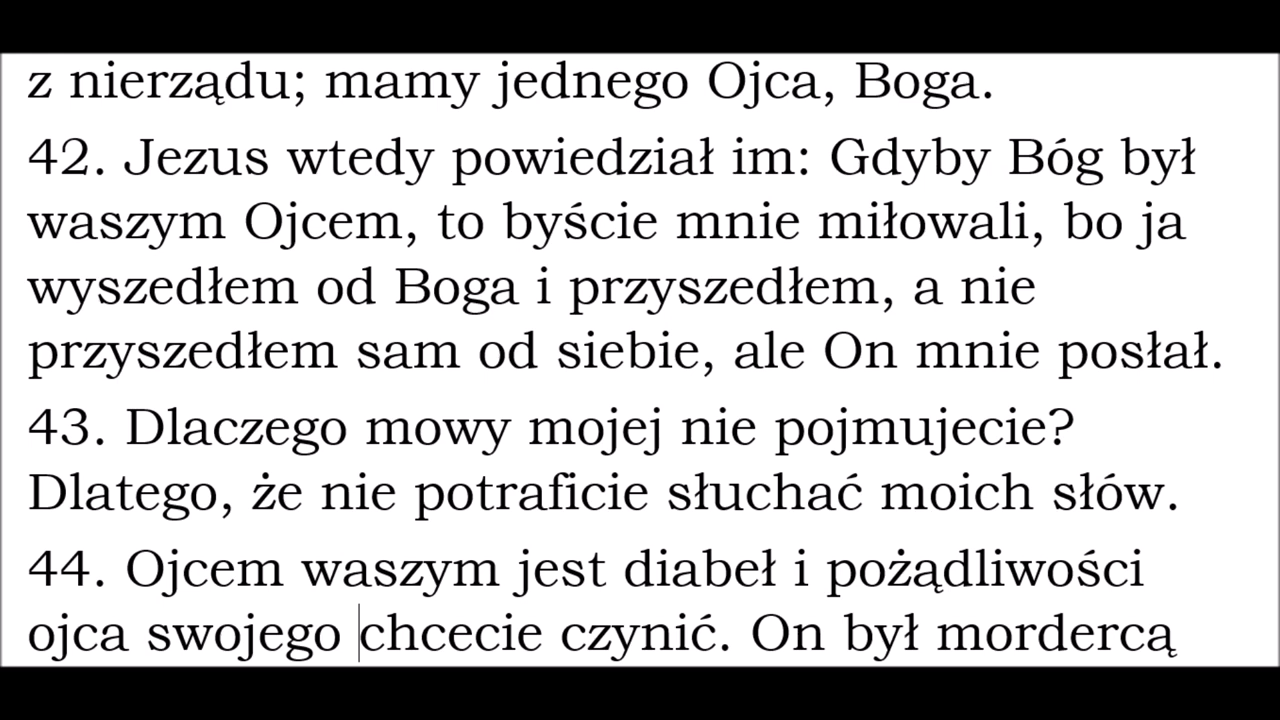 z nierządu; mamy jednego Ojca, Boga.
42. Jezus wtedy powiedział im: Gdyby Bóg był
waszym Ojcem, to byście mnie miłowali, bo ja
wyszedłem od Boga i przyszedłem, a nie
przyszedłem sam od siebie, ale On mnie posłał.
43. Dlaczego mowy mojej nie pojmujecie?
Dlatego, że nie potraficie słuchać moich słów.
44. Ojcem waszym jest diabeł i pożądliwości
ojca swojego chcecie czynić. On był mordercą